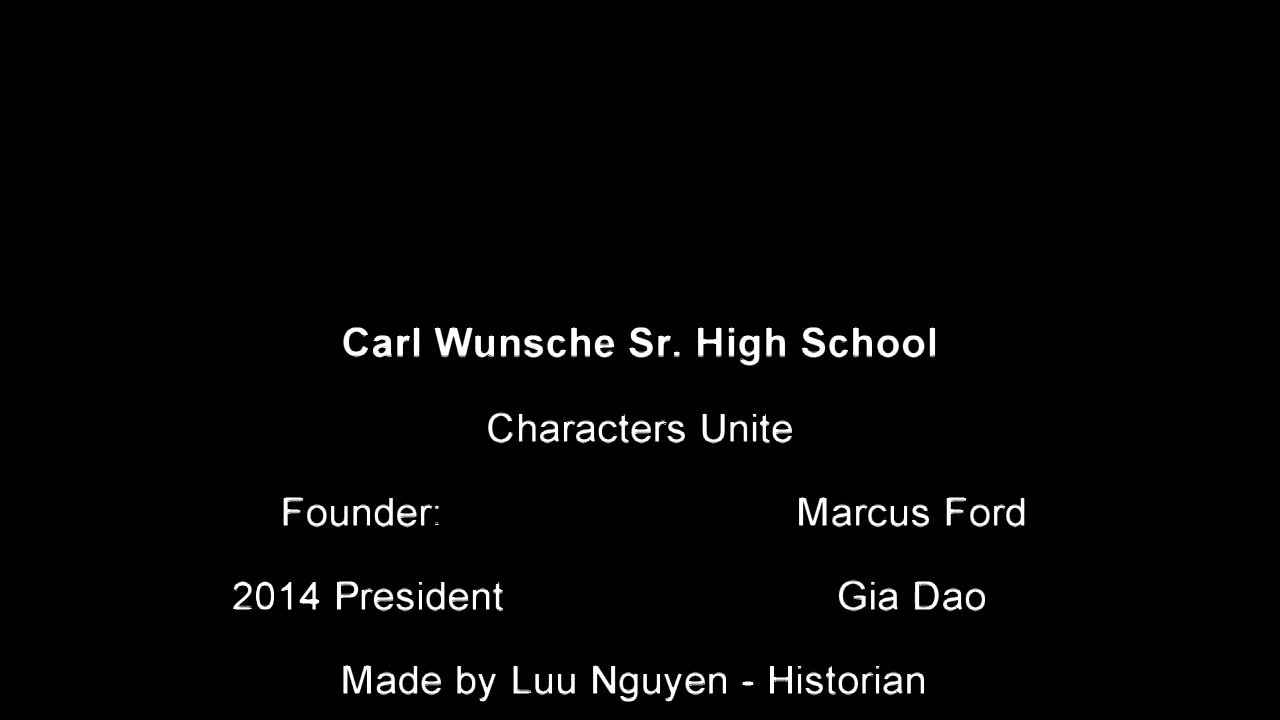 Carl Wunsche Sr. High School
Characters Unite
Founder: Marcus Ford
2014 President Gia Dao
Made by Luu Nguyen - Historian